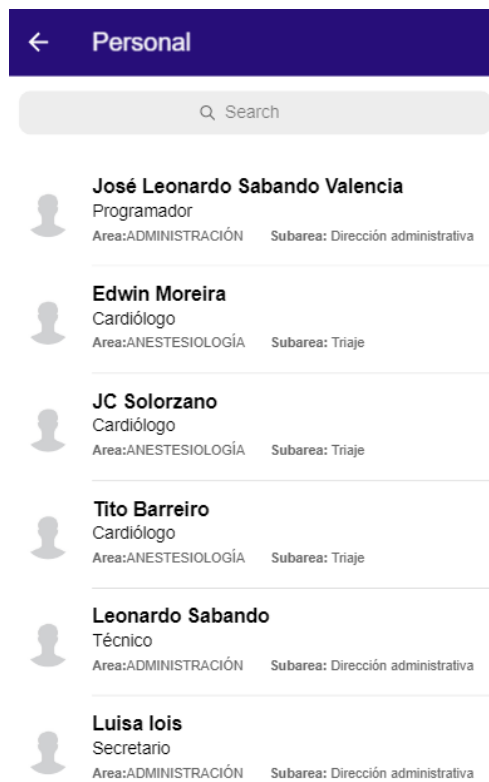 Personal
Search
José Leonardo Sabando Valencia
Programador
Area:ADMINISTRACIÓN Subarea: Dirección administrativa
Edwin Moreira
Cardiólogo
Area:ANESTESIOLOGÍA Subarea: Triaje
JC Solorzano
Cardiólogo
Area:ANESTESIOLOGÍA Subarea: Triaje
Tito Barreiro
Cardiólogo
Area:ANESTESIOLOGÍA Subarea: Triaje
Leonardo Sabando
Técnico
Area:ADMINISTRACIÓN Subarea: Dirección administrativa
Luisa lois
Secretario
Area:ADMINISTRACIÓN Subarea: Dirección administrativa